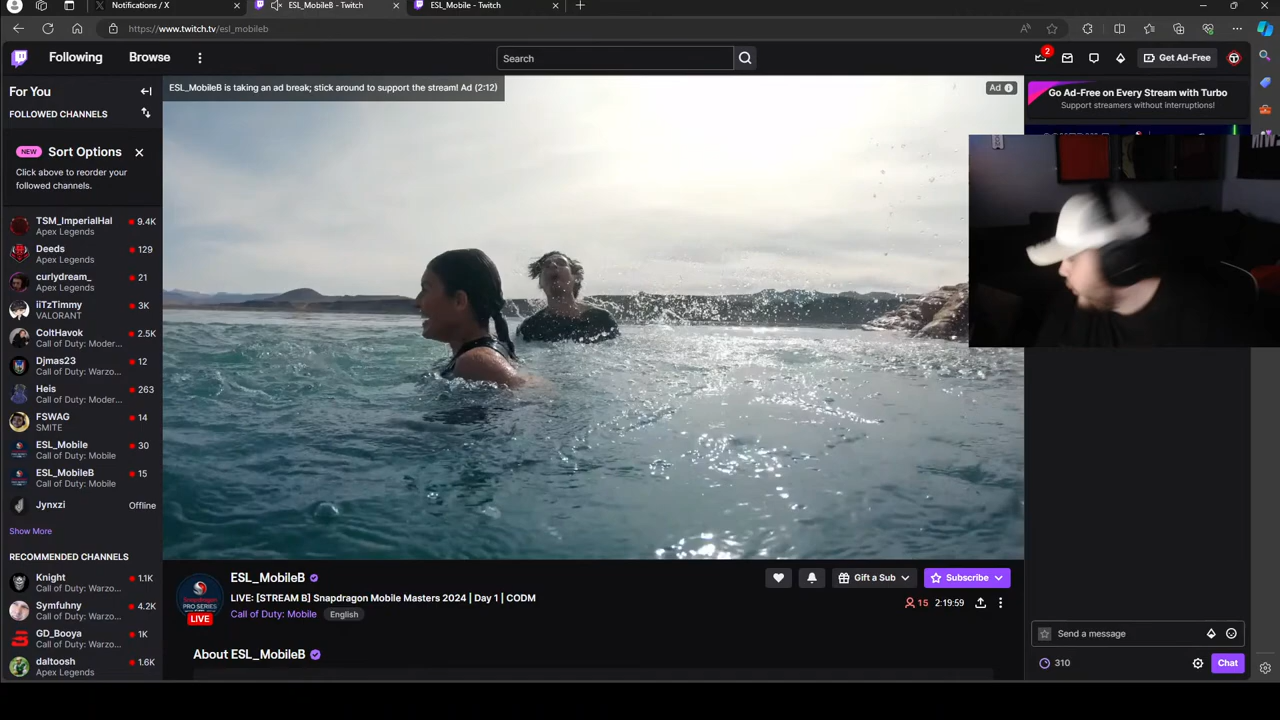 Notifications / X
ESL_MobileB - Twitch
ESL_Mobile - Twitch
https://www.twitch.tv/esl_mobileb
Following
Browse
Search
2
Get Ad-Free
For You
FOLLOWED CHANNELS
NEW
Sort Options
Click above to reorder your
followed channels.
TSM_ImperialHal
9.4K
Apex Legends
Deeds
129
Apex Legends
curlydream_
21
Apex Legends
iiTzTimmy
3K
VALORANT
ColtHavok
2.5K
Call of Duty: Moder...
Djmas23
12
Call of Duty: Warzo...
Heis
263
Call of Duty: Moder...
FSWAG
14
SMITE
ESL_Mobile
30
Call of Duty: Mobile
ESL_MobileB
15
Call of Duty: Mobile
Jynxzi
Offline
Show More
RECOMMENDED CHANNELS
Knight
1.1K
Call of Duty: Warzo...
Symfuhny
4.2K
Call of Duty: Warzo...
GD_Booya
1K
Call of Duty: Warzo...
daltoosh
1.6K
Apex Legends
ESL_MobileB is taking an ad break; stick around to support the stream! Ad (2:12)
Ad
Go Ad-Free on Every Stream with Turbo
Support streamers without interruptions!
Snapdragon
PRO SERIES
LIVE
ESL_MobileB
LIVE: [STREAM B] Snapdragon Mobile Masters 2024 | Day 1 | CODM
Call of Duty: Mobile
English
Gift a Sub
Subscribe
15
2:19:59
About ESL_MobileB
Send a message
310
Chat